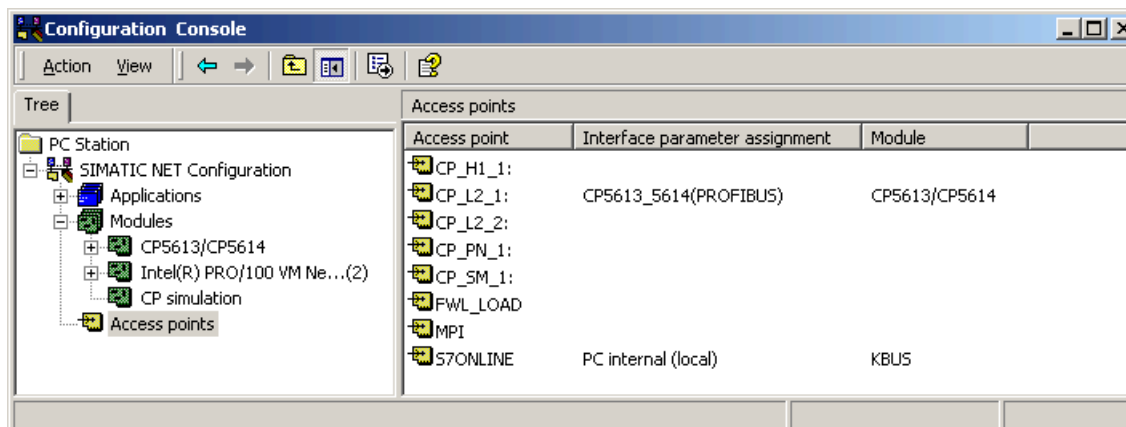 Configuration Console
Action View
Tree
Access points
PC Station
SIMATIC NET Configuration
Applications
Modules
CP5613/CP5614
Intel(R) PRO/100 VM Ne...(2)
CP simulation
Access points
Access point Interface parameter assignment Module
CP_H1_1:
CP_L2_1: CP5613_5614(PROFIBUS) CP5613/CP5614
CP_L2_2:
CP_PN_1:
CP_SM_1:
FWL_LOAD
MPI
S7ONLINE PC internal (local) KBUS